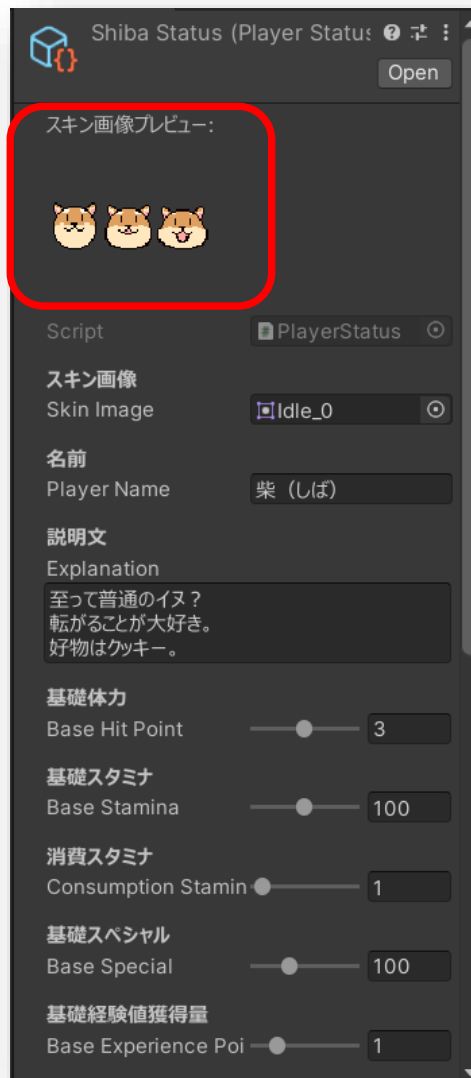 Shiba Status (Player Status
Open
スキン画像プレビュー:
Script
PlayerStatus
スキン画像
Skin Image
Idle_0
名前
Player Name
柴（しば）
説明文
Explanation
至って普通のイヌ？
転がることが大好き。
好物はクッキー。
基礎体力
Base Hit Point
3
基礎スタミナ
Base Stamina
100
消費スタミナ
Consumption Stamin
1
基礎スペシャル
Base Special
100
基礎経験値獲得量
Base Experience Poi
1